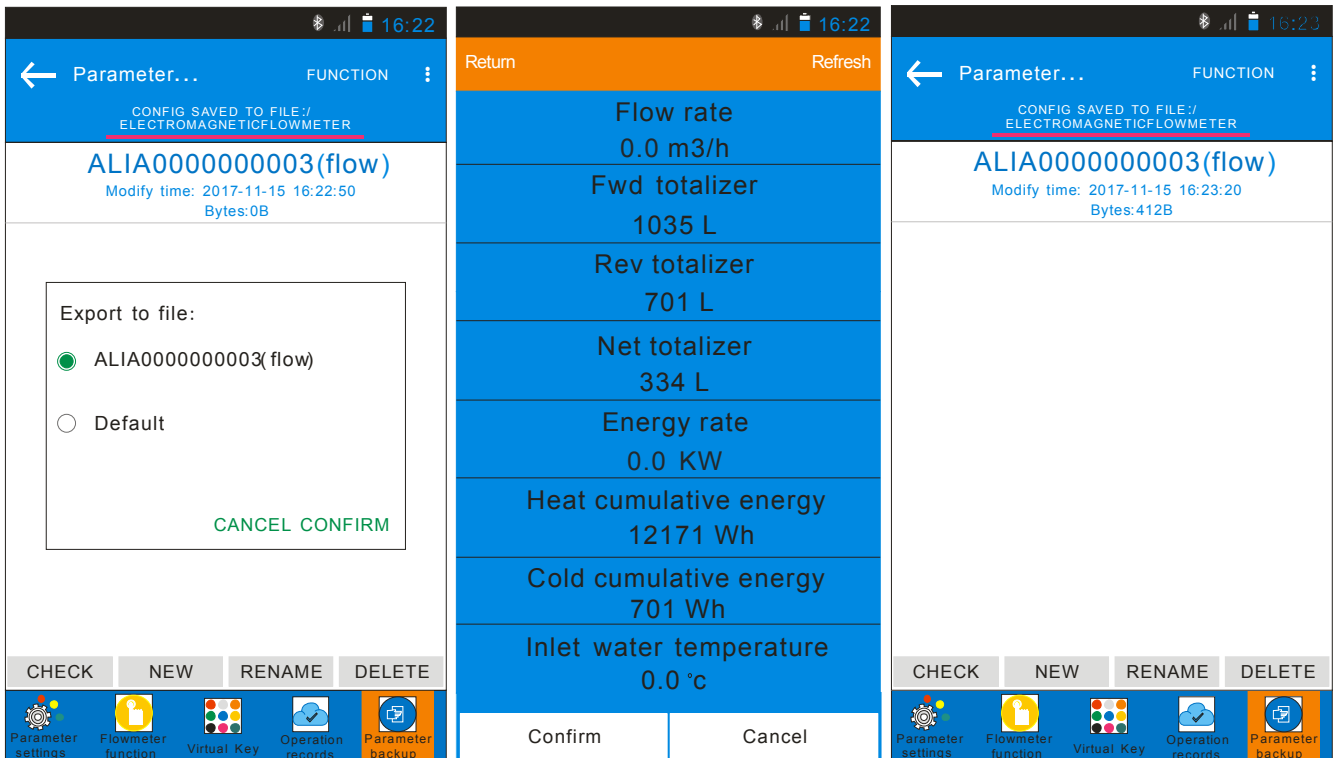 16:22
Parameter...
FUNCTION
CONFIG SAVED TO FILE:/
ELECTROMAGNETICFLOWMETER
ALIA0000000003(flow)
Modify time: 2017-11-15 16:22:50
Bytes:0B
Export to file:
ALIA0000000003(flow)
Default
CANCEL CONFIRM
CHECK NEW RENAME DELETE
Parameter settings
Flowmeter function
Virtual Key
Operation records
Parameter backup
16:22
Return
Refresh
Flow rate
0.0 m3/h
Fwd totalizer
1035 L
Rev totalizer
701 L
Net totalizer
334 L
Energy rate
0.0 KW
Heat cumulative energy
12171 Wh
Cold cumulative energy
701 Wh
Inlet water temperature
0.0 °c
Confirm
Cancel
16:23
Parameter...
FUNCTION
CONFIG SAVED TO FILE:/
ELECTROMAGNETICFLOWMETER
ALIA0000000003(flow)
Modify time: 2017-11-15 16:23:20
Bytes:412B
CHECK NEW RENAME DELETE
Parameter settings
Flowmeter function
Virtual Key
Operation records
Parameter backup